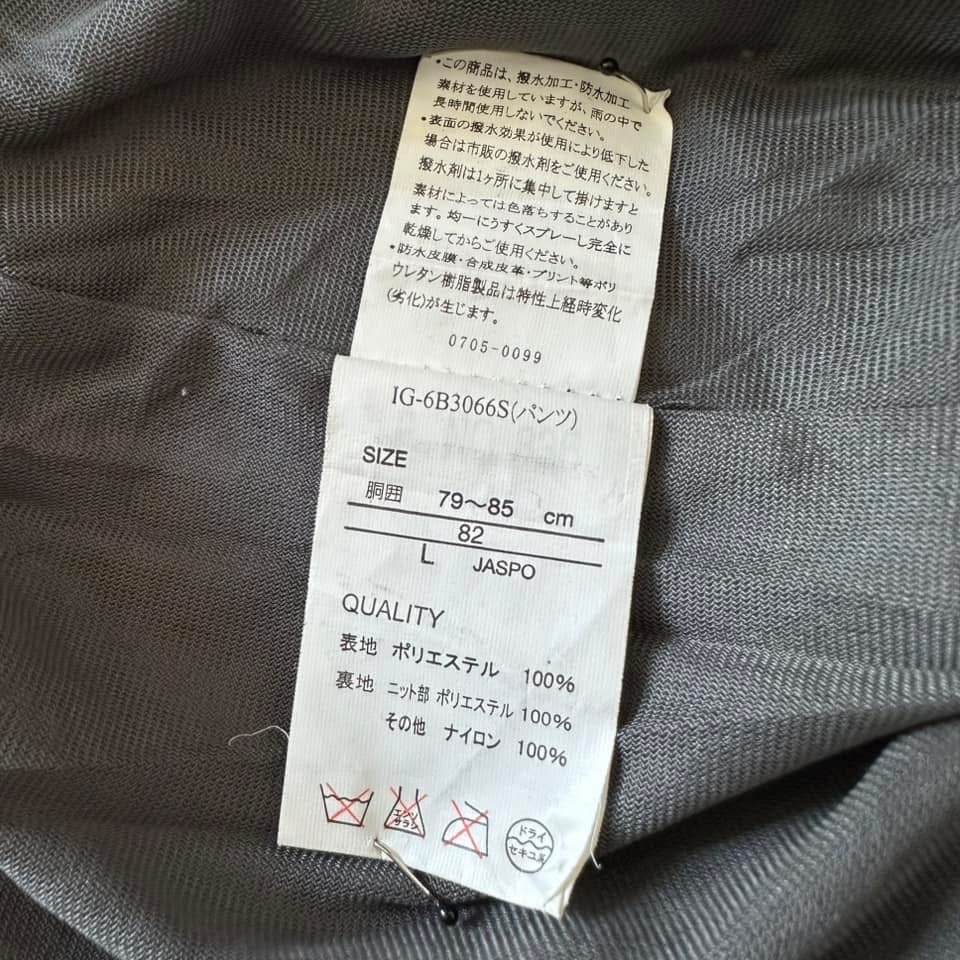 ・この商品は、撥水加工・防水加工
素材を使用していますが、雨の中で
長時間使用しないでください。
・表面の撥水効果が使用により低下した
場合は市販の撥水剤をご使用ください。
撥水剤は1ヶ所に集中して掛けますと
素材によっては色落ちすることがあり
ます。均一にうすくスプレーし完全に
乾燥してからご使用ください。
・防水皮膜・合成皮革・プリント等ポリ
ウレタン樹脂製品は特性上経時変化
(劣化)が生じます。
0705-0099
IG-6B3066S(パンツ)
SIZE
胴囲 79～85 cm
82
L JASPO
QUALITY
表地 ポリエステル 100%
裏地 ニット部 ポリエステル 100%
その他 ナイロン 100%
エンソ
サラシ
ドライ
セキユ系